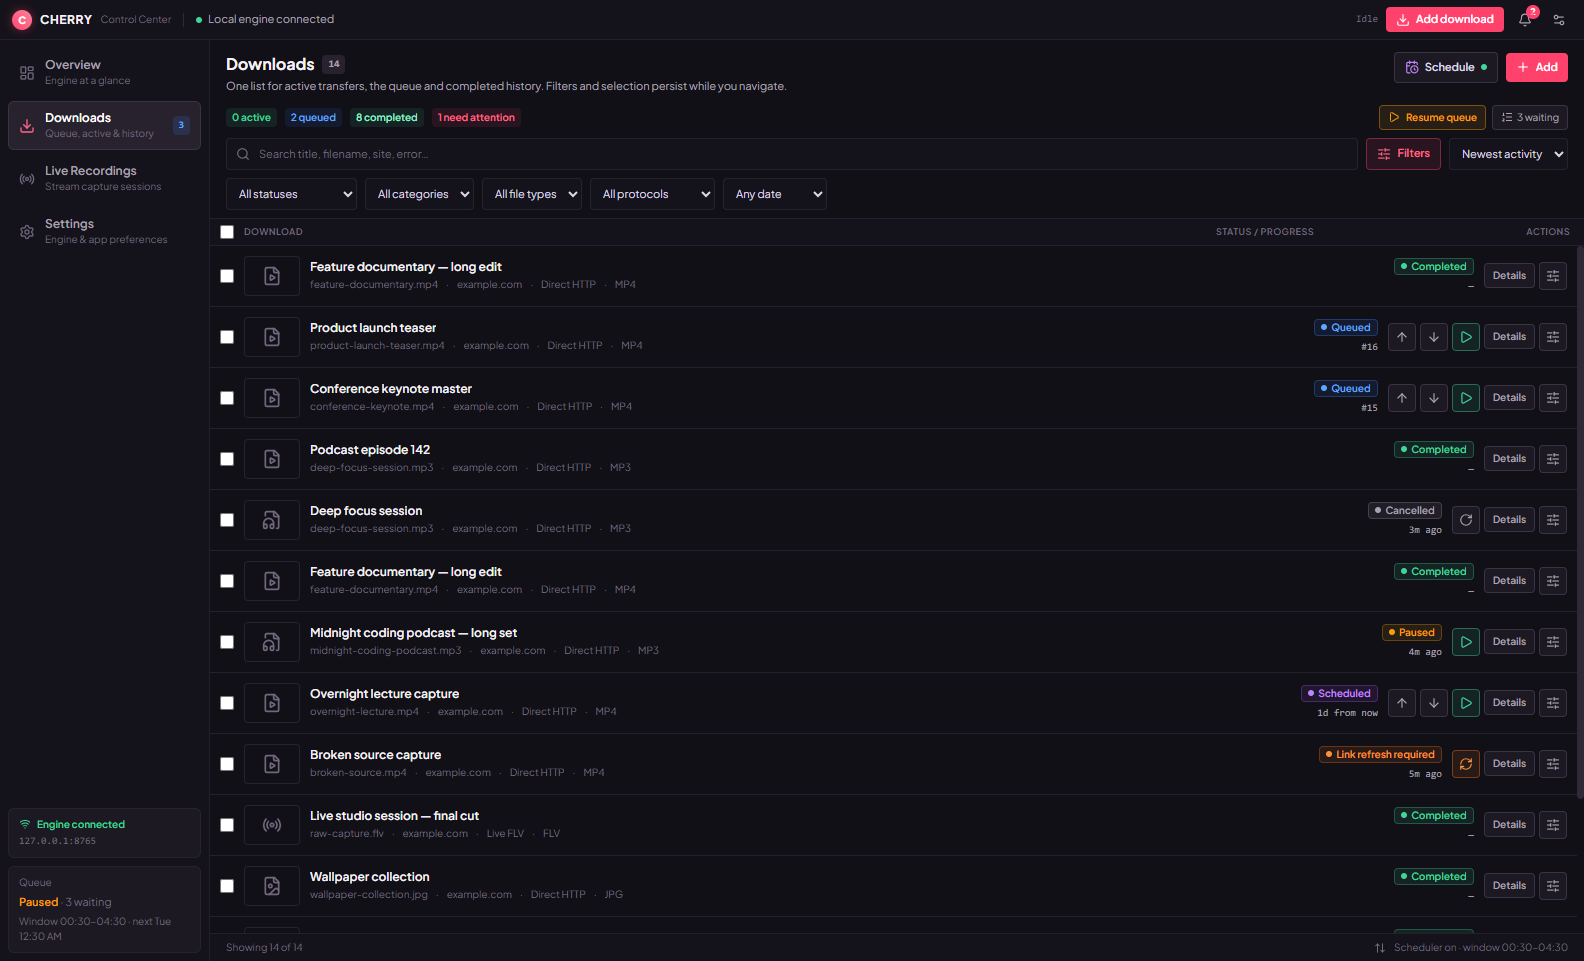 C CHERRY Control Center Local engine connected Idle Add download 2
Overview
Engine at a glance
Downloads
Queue, active & history 3
Live Recordings
Stream capture sessions
Settings
Engine & app preferences
Engine connected
127.0.0.1:8765
Queue
Paused · 3 waiting
Window 00:30–04:30 · next Tue
12:30 AM
Downloads 14 Schedule Add
One list for active transfers, the queue and completed history. Filters and selection persist while you navigate.
0 active 2 queued 8 completed 1 need attention Resume queue 3 waiting
Search title, filename, site, error... Filters Newest activity
All statuses All categories All file types All protocols Any date
DOWNLOAD STATUS / PROGRESS ACTIONS
Feature documentary — long edit Completed Details
feature-documentary.mp4 · example.com · Direct HTTP · MP4 —
Product launch teaser Queued Details
product-launch-teaser.mp4 · example.com · Direct HTTP · MP4 #16
Conference keynote master Queued Details
conference-keynote.mp4 · example.com · Direct HTTP · MP4 #15
Podcast episode 142 Completed Details
deep-focus-session.mp3 · example.com · Direct HTTP · MP3 —
Deep focus session Cancelled Details
deep-focus-session.mp3 · example.com · Direct HTTP · MP3 3m ago
Feature documentary — long edit Completed Details
feature-documentary.mp4 · example.com · Direct HTTP · MP4 —
Midnight coding podcast — long set Paused Details
midnight-coding-podcast.mp3 · example.com · Direct HTTP · MP3 4m ago
Overnight lecture capture Scheduled Details
overnight-lecture.mp4 · example.com · Direct HTTP · MP4 1d from now
Broken source capture Link refresh required Details
broken-source.mp4 · example.com · Direct HTTP · MP4 5m ago
Live studio session — final cut Completed Details
raw-capture.flv · example.com · Live FLV · FLV —
Wallpaper collection Completed Details
wallpaper-collection.jpg · example.com · Direct HTTP · JPG —
Showing 14 of 14 Scheduler on · window 00:30–04:30